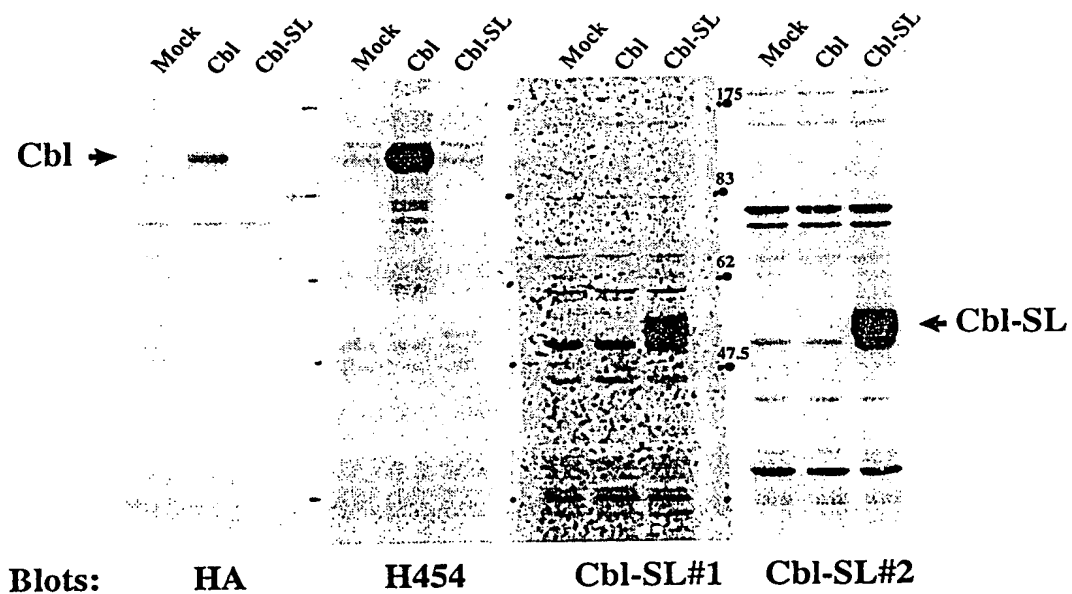 Mock Cbl Cbl-SL Mock Cbl Cbl-SL Mock Cbl Cbl-SL Mock Cbl Cbl-SL
175
Cbl
83
62
Cbl-SL
47.5
Blots: HA H454 Cbl-SL#1 Cbl-SL#2